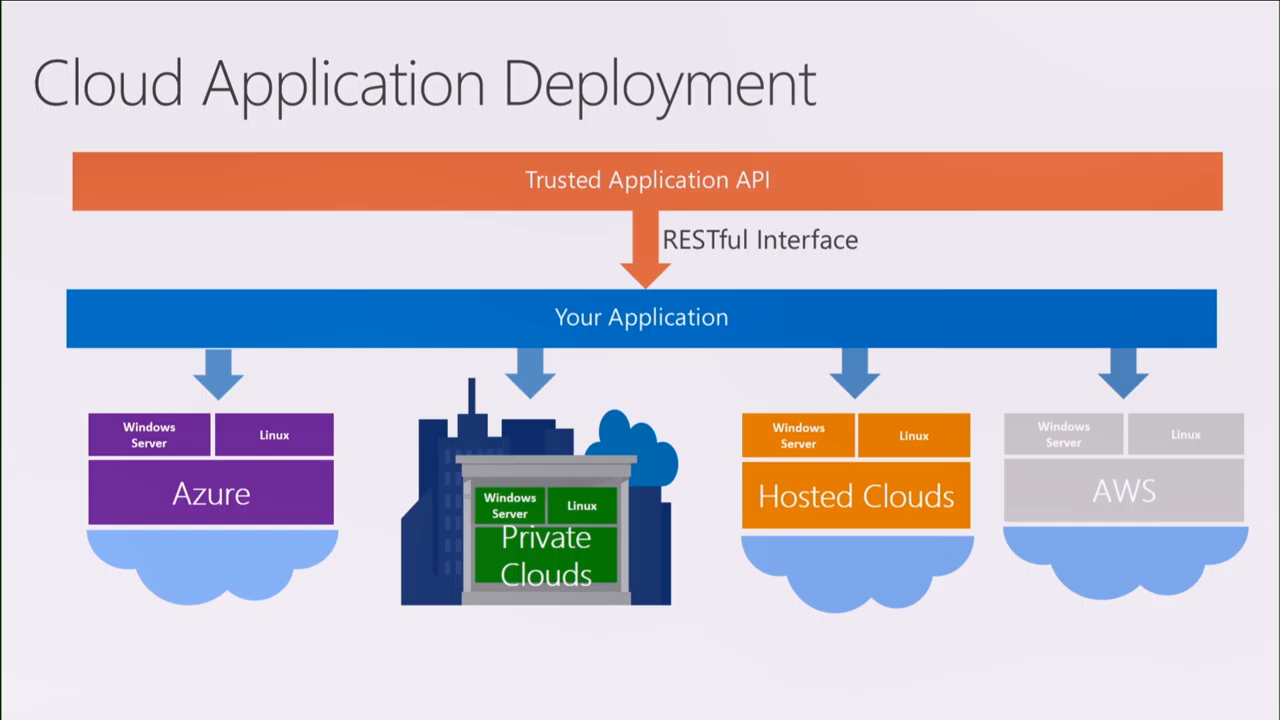 Cloud Application Deployment
Trusted Application API
RESTful Interface
Your Application
Windows
Server
Linux
Azure
Windows
Server
Linux
Private
Clouds
Windows
Server
Linux
Hosted Clouds
Windows
Server
Linux
AWS